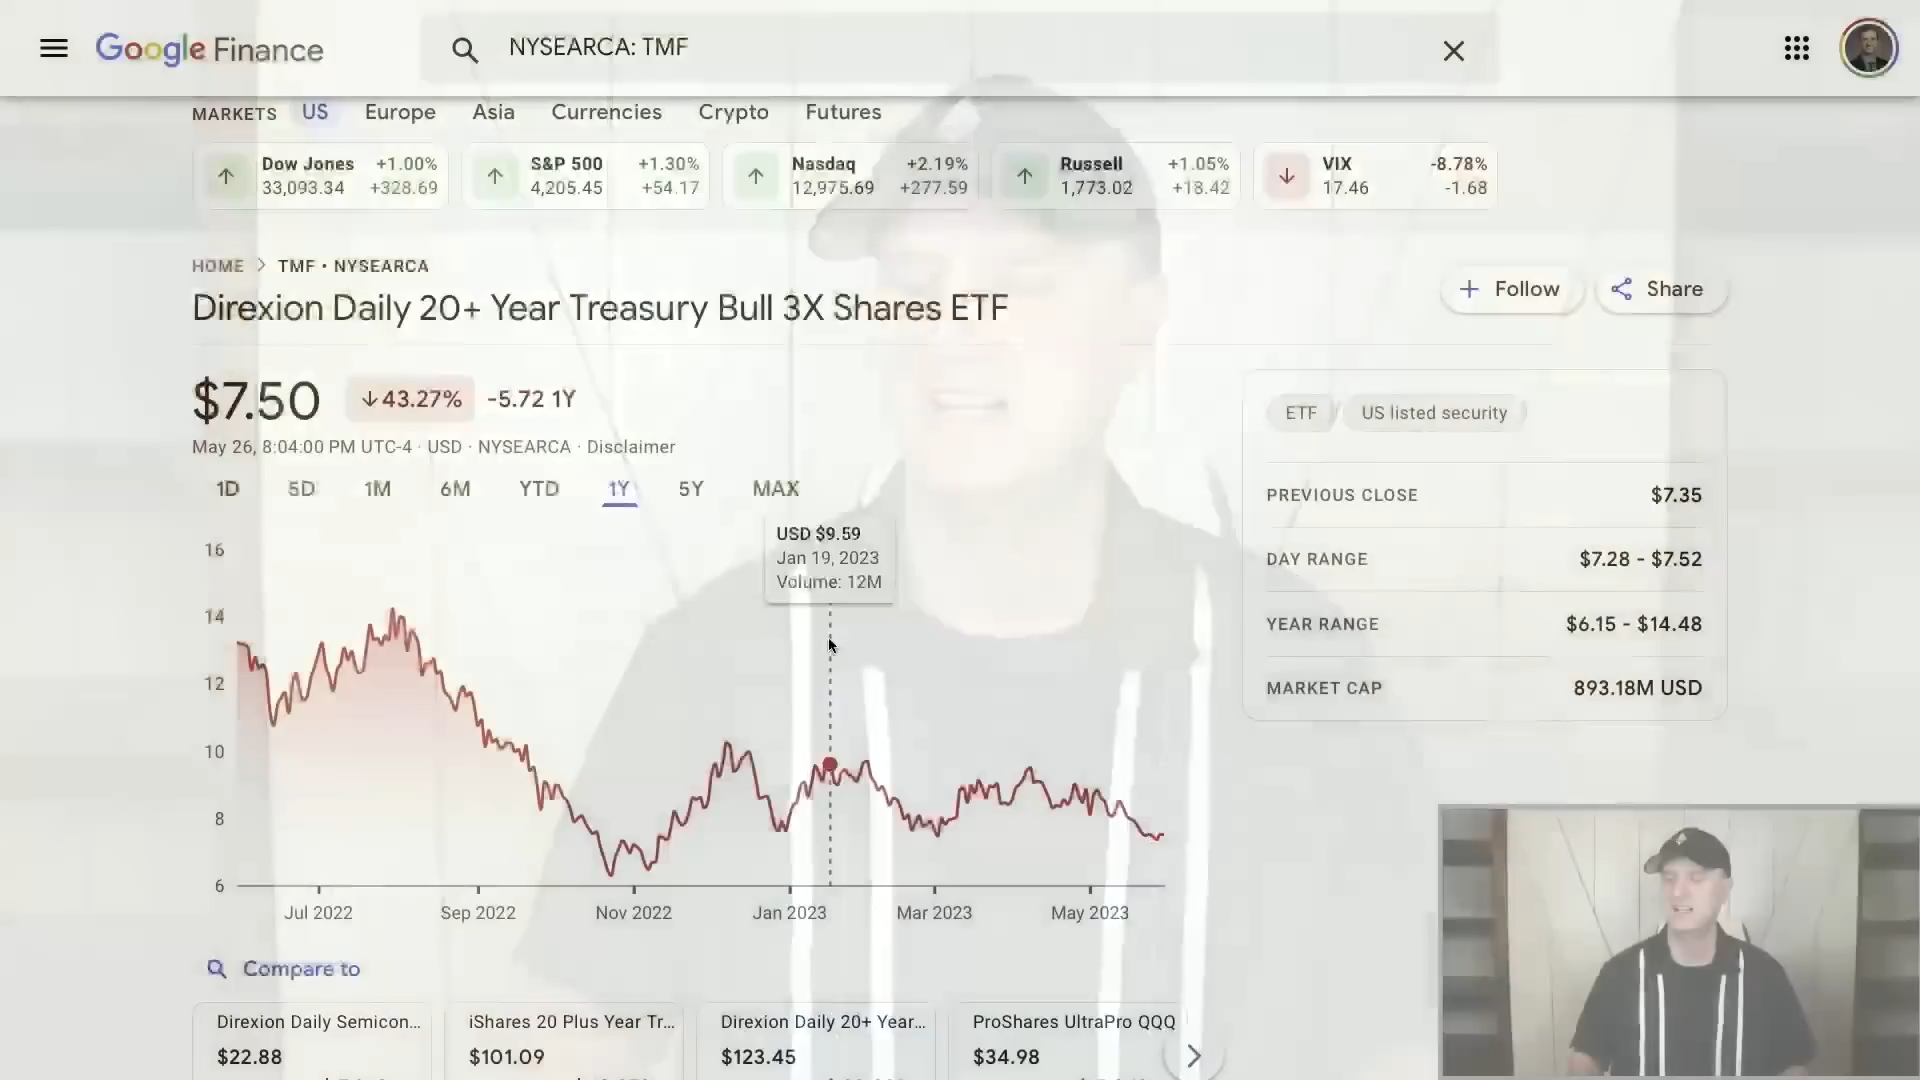 Google Finance
NYSEARCA: TMF
MARKETS US Europe Asia Currencies Crypto Futures
Dow Jones +1.00%
33,093.34 +328.69
S&P 500 +1.30%
4,205.45 +54.17
Nasdaq +2.19%
12,975.69 +277.59
Russell +1.05%
1,773.02 +18.42
VIX -8.78%
17.46 -1.68
HOME > TMF • NYSEARCA
Direxion Daily 20+ Year Treasury Bull 3X Shares ETF
Follow
Share
$7.50 ↓43.27% -5.72 1Y
May 26, 8:04:00 PM UTC-4 · USD · NYSEARCA · Disclaimer
1D 5D 1M 6M YTD 1Y 5Y MAX
USD $9.59
Jan 19, 2023
Volume: 12M
16
14
12
10
8
6
Jul 2022 Sep 2022 Nov 2022 Jan 2023 Mar 2023 May 2023
ETF US listed security
PREVIOUS CLOSE $7.35
DAY RANGE $7.28 - $7.52
YEAR RANGE $6.15 - $14.48
MARKET CAP 893.18M USD
Compare to
Direxion Daily Semicon...
$22.88
iShares 20 Plus Year Tr...
$101.09
Direxion Daily 20+ Year...
$123.45
ProShares UltraPro QQQ
$34.98